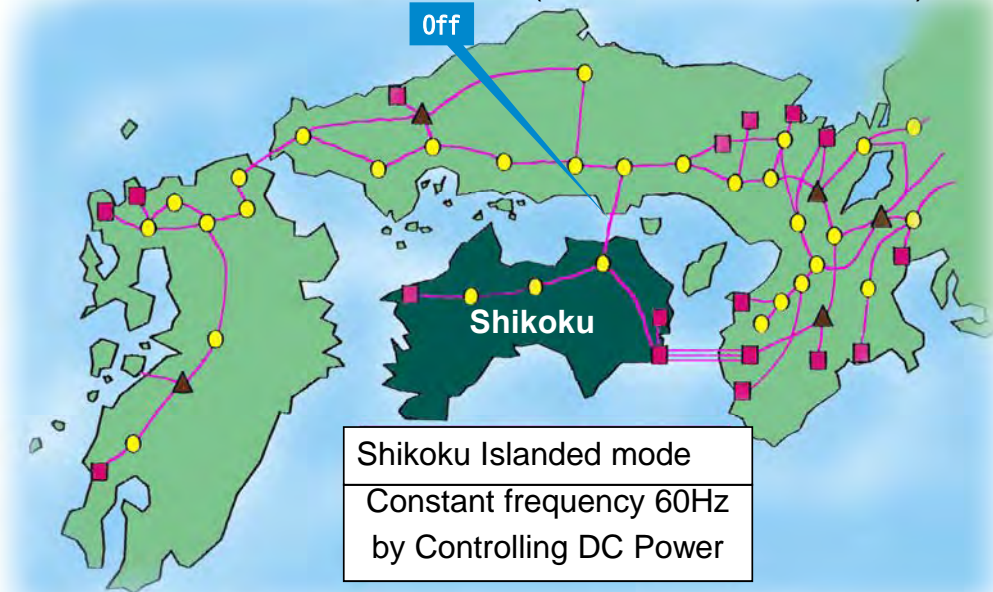 Off
Shikoku
Shikoku Islanded mode
Constant frequency 60Hz
by Controlling DC Power